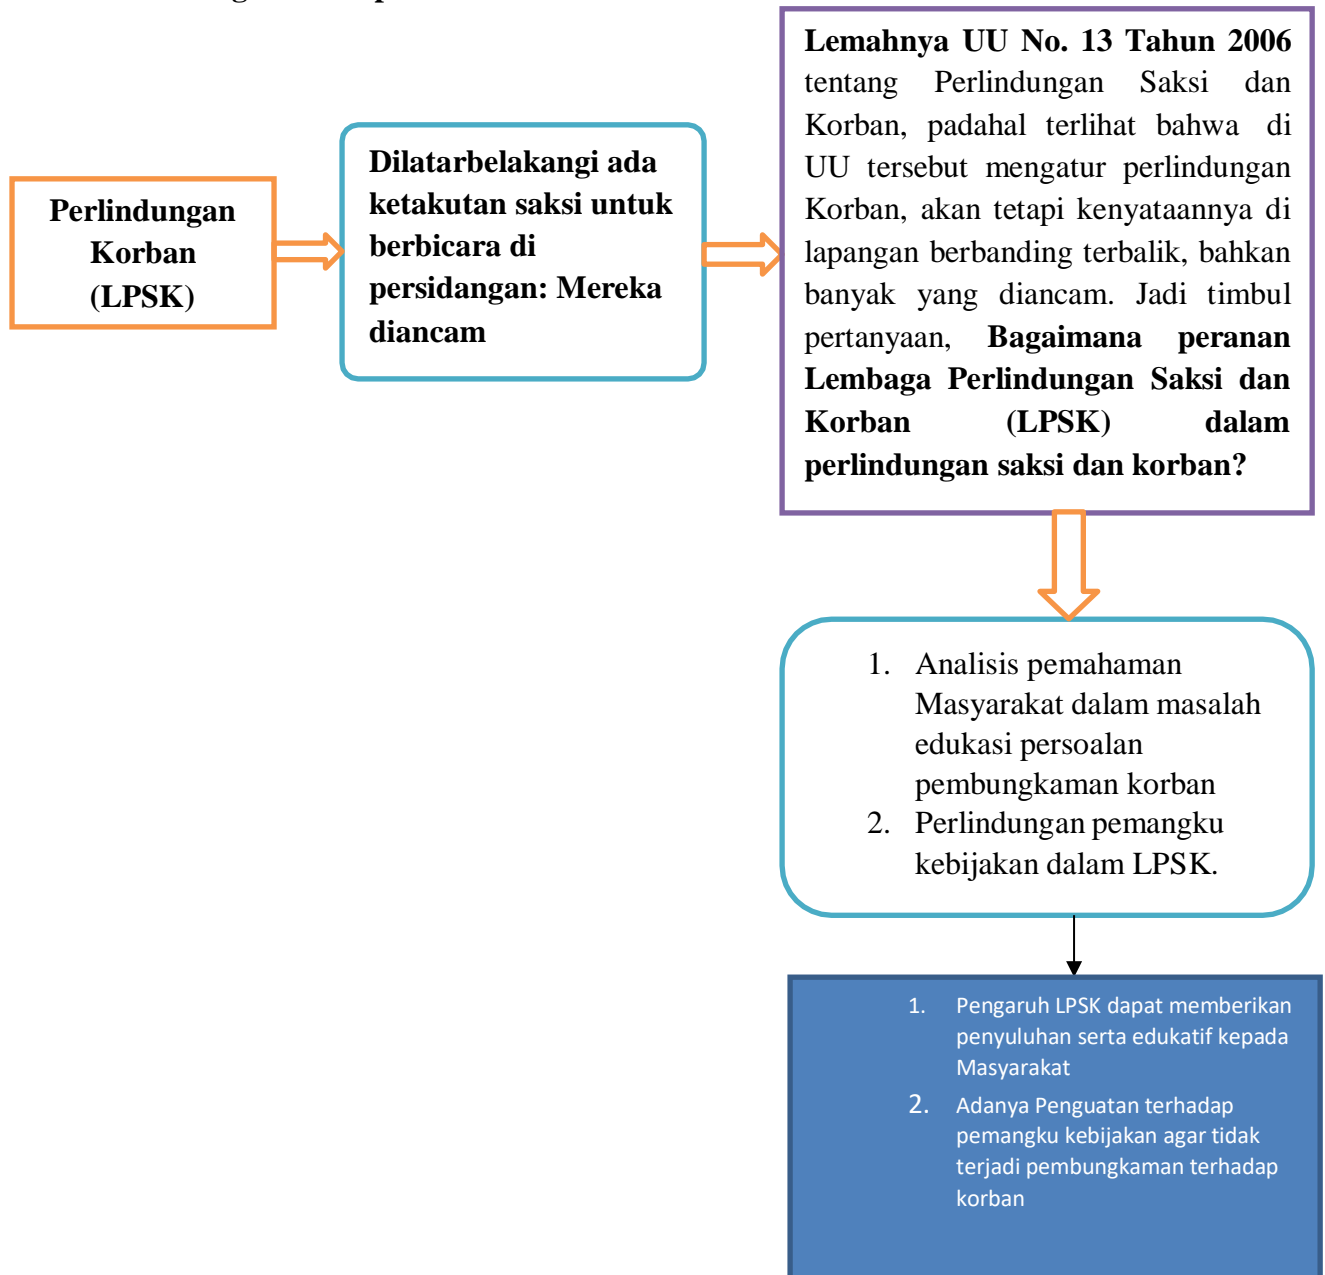 Perlindungan
Korban
(LPSK)
Dilatarbelakangi ada
ketakutan saksi untuk
berbicara di
persidangan: Mereka
diancam
Lemahnya UU No. 13 Tahun 2006
tentang Perlindungan Saksi dan
Korban, padahal terlihat bahwa di
UU tersebut mengatur perlindungan
Korban, akan tetapi kenyataannya di
lapangan berbanding terbalik, bahkan
banyak yang diancam. Jadi timbul
pertanyaan, Bagaimana peranan
Lembaga Perlindungan Saksi dan
Korban (LPSK) dalam
perlindungan saksi dan korban?
1. Analisis pemahaman
Masyarakat dalam masalah
edukasi persoalan
pembungkaman korban
2. Perlindungan pemangku
kebijakan dalam LPSK.
1. Pengaruh LPSK dapat memberikan
penyuluhan serta edukatif kepada
Masyarakat
2. Adanya Penguatan terhadap
pemangku kebijakan agar tidak
terjadi pembungkaman terhadap
korban